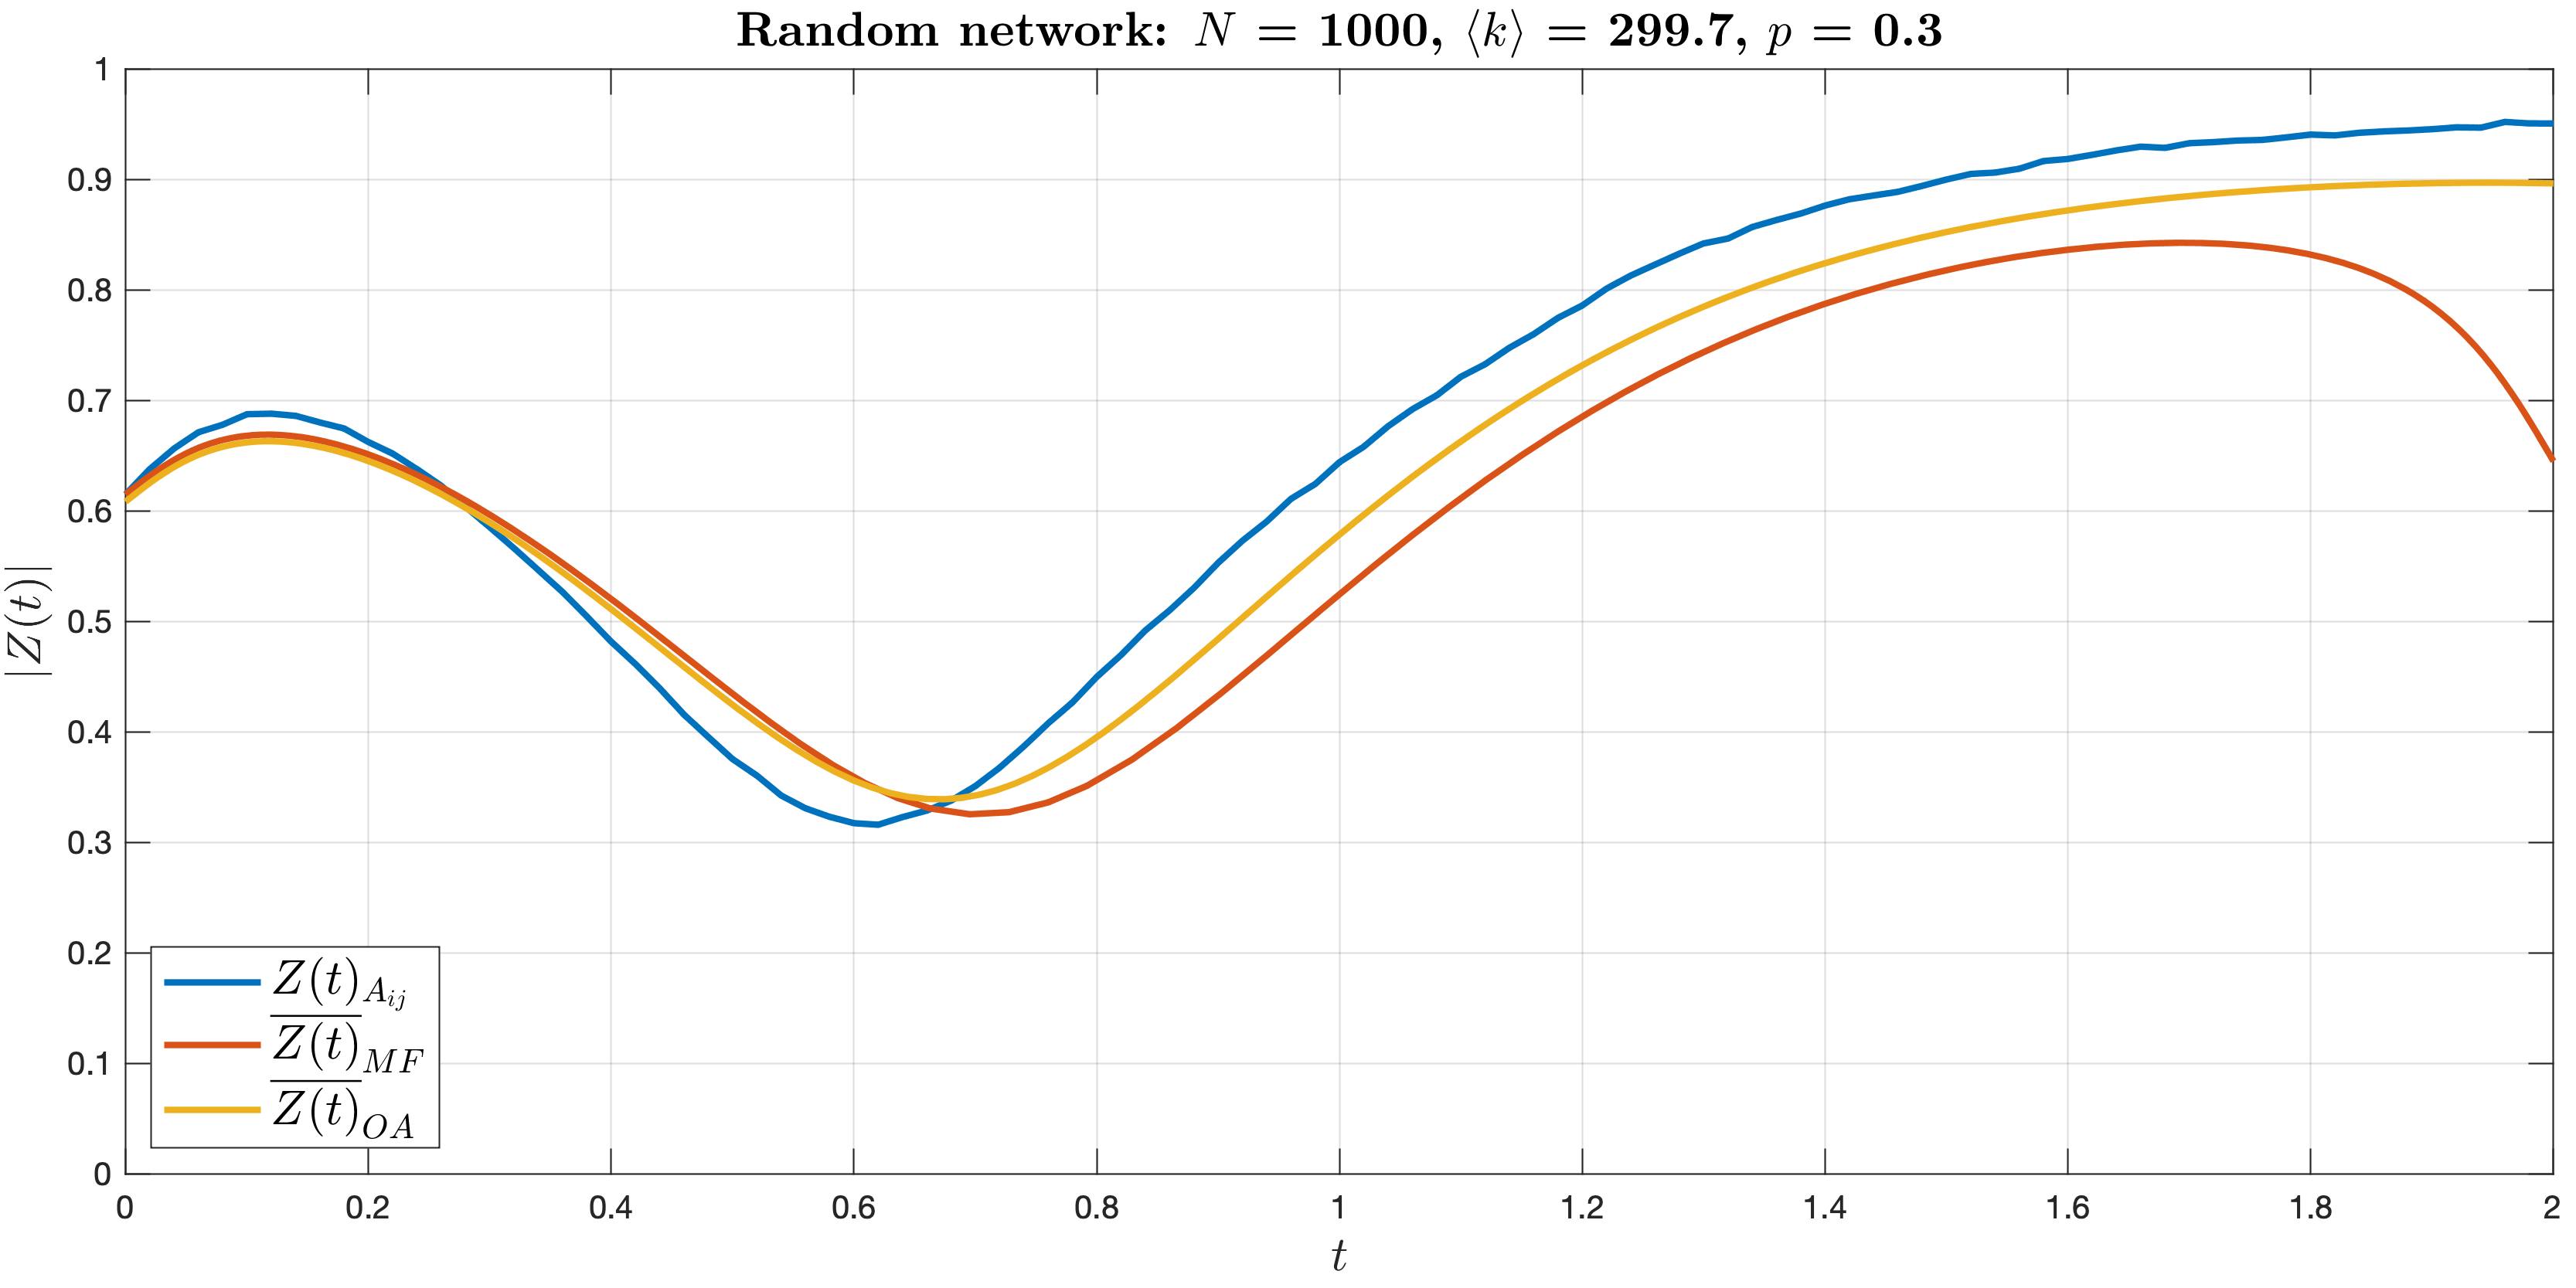 Random network: N = 1000, ⟨k⟩ = 299.7, p = 0.3
|Z(t)|
1
0.9
0.8
0.7
0.6
0.5
0.4
0.3
0.2
0.1
0
Z(t)_{A_{ij}}
\overline{Z(t)}_{MF}
\overline{Z(t)}_{OA}
0 0.2 0.4 0.6 0.8 1 1.2 1.4 1.6 1.8 2
t